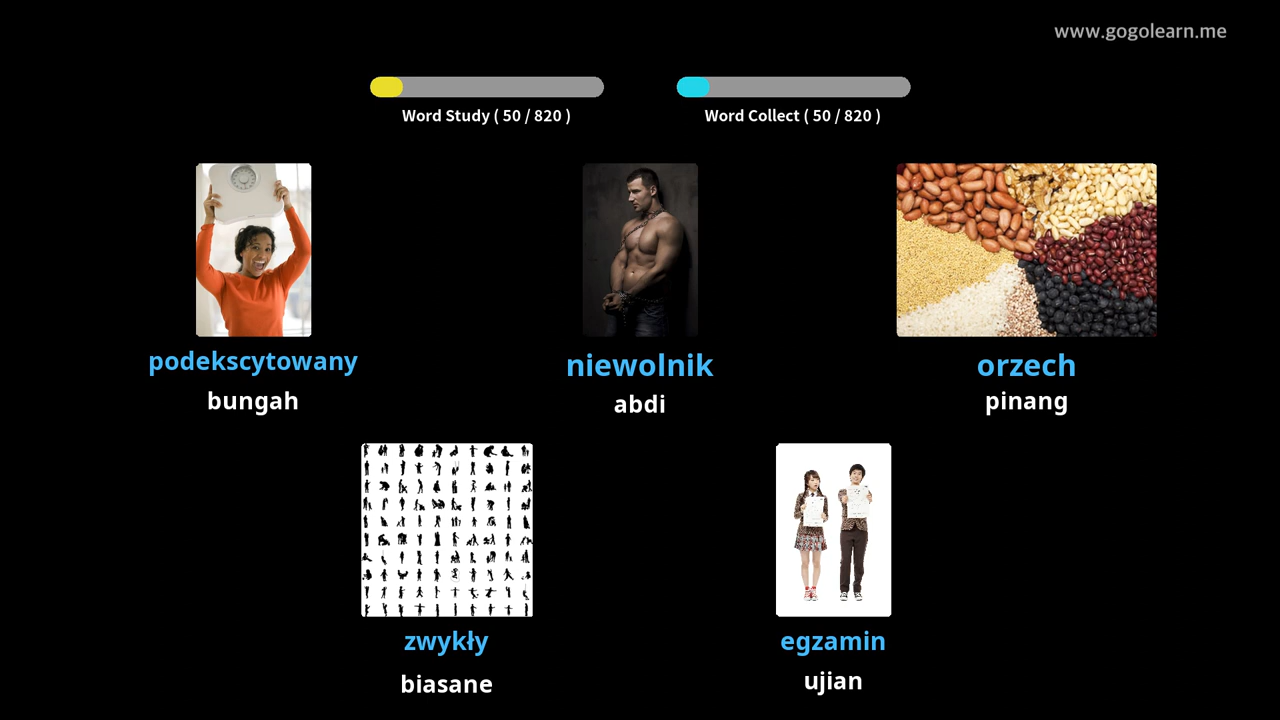 www.gogolearn.me
Word Study ( 50 / 820 )
Word Collect ( 50 / 820 )
podekscytowany
bungah
niewolnik
abdi
orzech
pinang
zwykły
biasane
egzamin
ujian